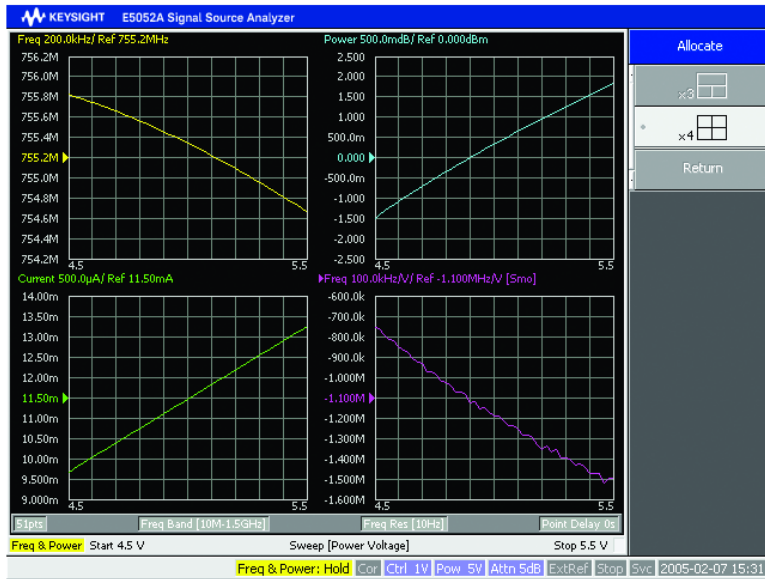 KEYSIGHT E5052A Signal Source Analyzer
Freq 200.0kHz/ Ref 755.2MHz
756.2M
756.0M
755.8M
755.6M
755.4M
755.2M
755.0M
754.8M
754.6M
754.4M
754.2M
4.5 5.5
Power 500.0mdB/ Ref 0.000dBm
2.500
2.000
1.500
1.000
500.0m
0.000
-500.0m
-1.000
-1.500
-2.000
-2.500
4.5 5.5
Current 500.0µA/ Ref 11.50mA
14.00m
13.50m
13.00m
12.50m
12.00m
11.50m
11.00m
10.50m
10.00m
9.500m
9.000m
4.5 5.5
Freq 100.0kHz/V/ Ref -1.100MHz/V [Smo]
-600.0k
-700.0k
-800.0k
-900.0k
-1.000M
-1.100M
-1.200M
-1.300M
-1.400M
-1.500M
-1.600M
4.5 5.5
51pts Freq Band [10M-1.5GHz] Freq Res [10Hz] Point Delay 0s
Freq & Power Start 4.5 V Sweep [Power Voltage] Stop 5.5 V
Freq & Power: Hold Cor Ctrl 1V Pow 5V Attn 5dB ExtRef Stop Svc 2005-02-07 15:31
Allocate
x3
x4
Return